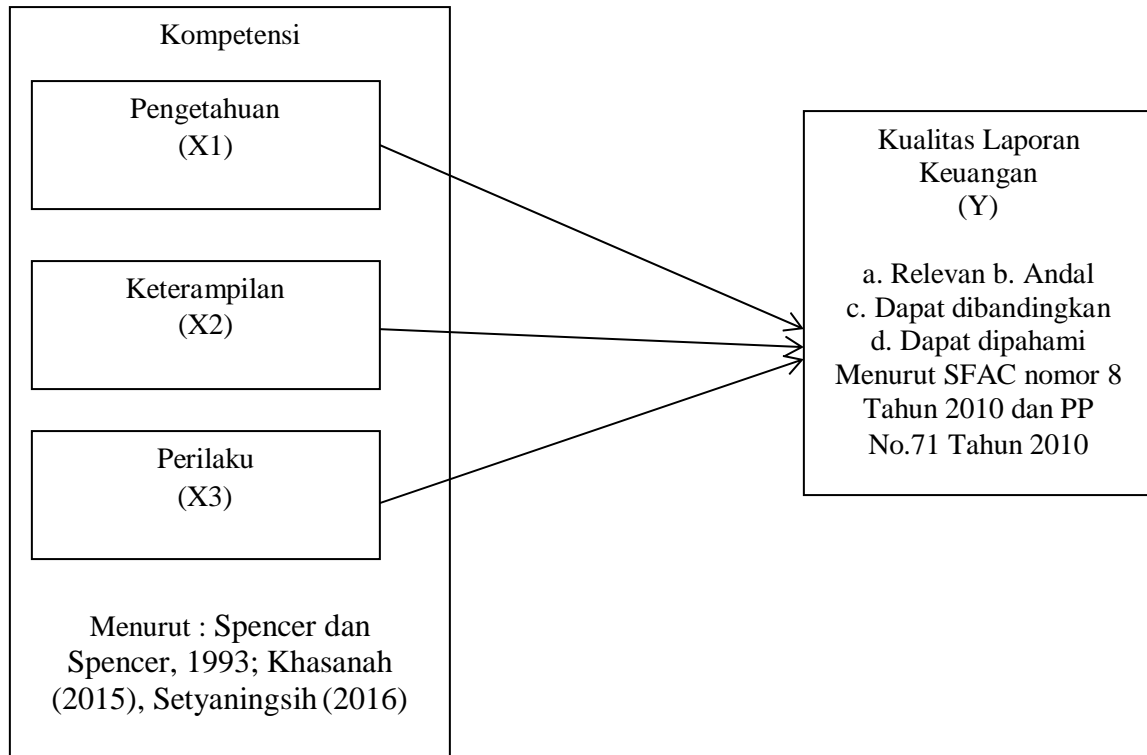 Kompetensi
Pengetahuan
(X1)
Keterampilan
(X2)
Perilaku
(X3)
Menurut : Spencer dan
Spencer, 1993; Khasanah
(2015), Setyaningsih (2016)
Kualitas Laporan
Keuangan
(Y)
a. Relevan b. Andal
c. Dapat dibandingkan
d. Dapat dipahami
Menurut SFAC nomor 8
Tahun 2010 dan PP
No.71 Tahun 2010